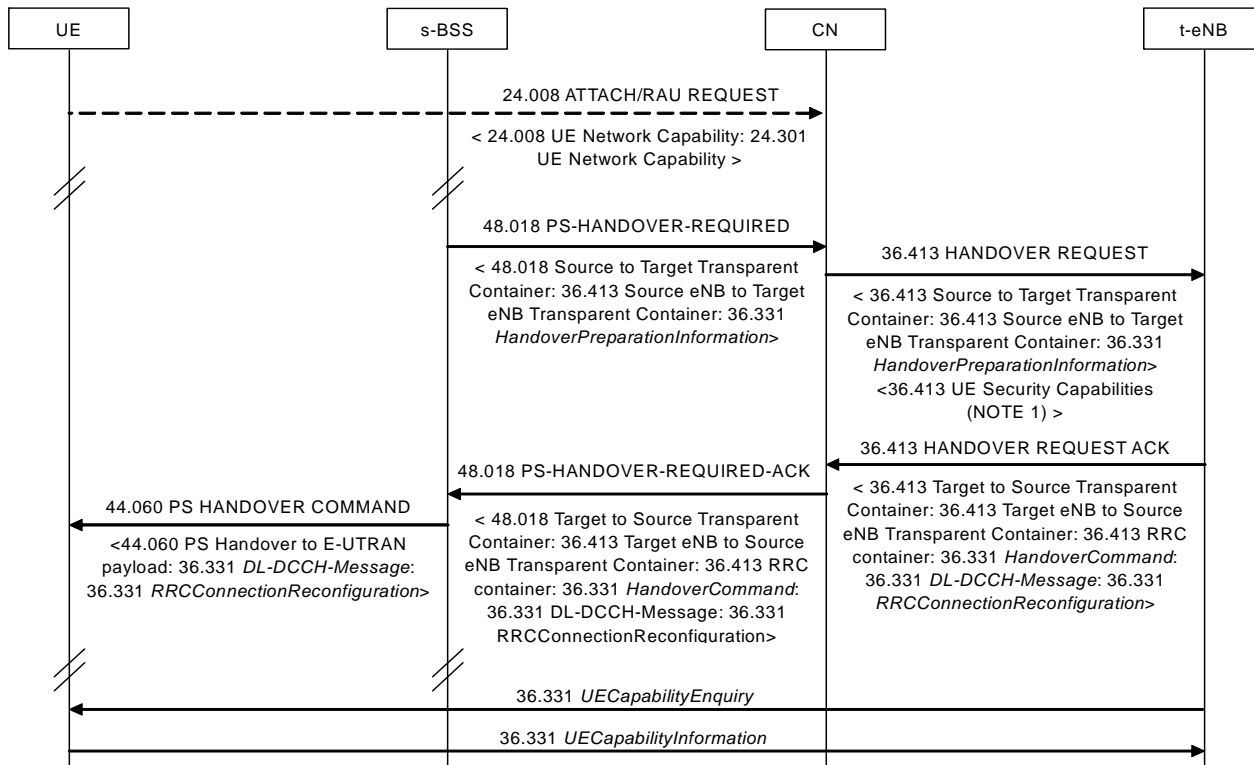 UE
s-BSS
CN
t-eNB
24.008 ATTACH/RAU REQUEST
< 24.008 UE Network Capability: 24.301
UE Network Capability >
48.018 PS-HANDOVER-REQUIRED
< 48.018 Source to Target Transparent
Container: 36.413 Source eNB to Target
eNB Transparent Container: 36.331
HandoverPreparationInformation>
36.413 HANDOVER REQUEST
< 36.413 Source to Target Transparent
Container: 36.413 Source eNB to Target
eNB Transparent Container: 36.331
HandoverPreparationInformation>
<36.413 UE Security Capabilities
(NOTE 1) >
36.413 HANDOVER REQUEST ACK
< 36.413 Target to Source Transparent
Container: 36.413 Target eNB to Source
eNB Transparent Container: 36.413 RRC
container: 36.331 HandoverCommand:
36.331 DL-DCCH-Message: 36.331
RRCConnectionReconfiguration>
48.018 PS-HANDOVER-REQUIRED-ACK
< 48.018 Target to Source Transparent
Container: 36.413 Target eNB to Source
eNB Transparent Container: 36.413 RRC
container: 36.331 HandoverCommand:
36.331 DL-DCCH-Message: 36.331
RRCConnectionReconfiguration>
44.060 PS HANDOVER COMMAND
<44.060 PS Handover to E-UTRAN
payload: 36.331 DL-DCCH-Message:
36.331 RRCConnectionReconfiguration>
36.331 UECapabilityEnquiry
36.331 UECapabilityInformation